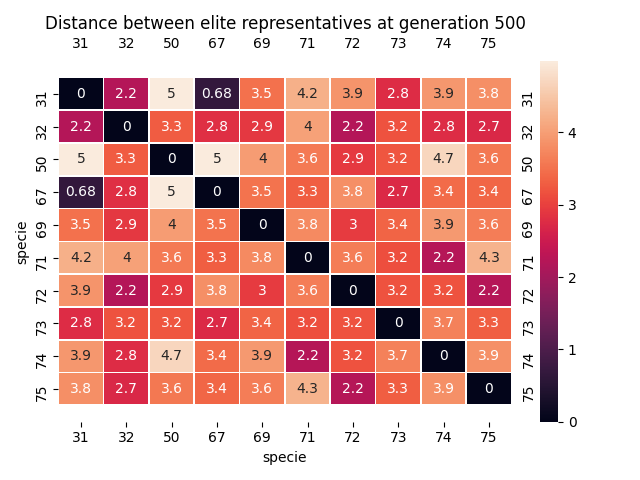 Distance between elite representatives at generation 500
31 32 50 67 69 71 72 73 74 75
31 0 2.2 5 0.68 3.5 4.2 3.9 2.8 3.9 3.8 31
32 2.2 0 3.3 2.8 2.9 4 2.2 3.2 2.8 2.7 32
50 5 3.3 0 5 4 3.6 2.9 3.2 4.7 3.6 50
67 0.68 2.8 5 0 3.5 3.3 3.8 2.7 3.4 3.4 67
69 3.5 2.9 4 3.5 0 3.8 3 3.4 3.9 3.6 69
71 4.2 4 3.6 3.3 3.8 0 3.6 3.2 2.2 4.3 71
72 3.9 2.2 2.9 3.8 3 3.6 0 3.2 3.2 2.2 72
73 2.8 3.2 3.2 2.7 3.4 3.2 3.2 0 3.7 3.3 73
74 3.9 2.8 4.7 3.4 3.9 2.2 3.2 3.7 0 3.9 74
75 3.8 2.7 3.6 3.4 3.6 4.3 2.2 3.3 3.9 0 75
31 32 50 67 69 71 72 73 74 75
specie
specie
4
3
2
1
0